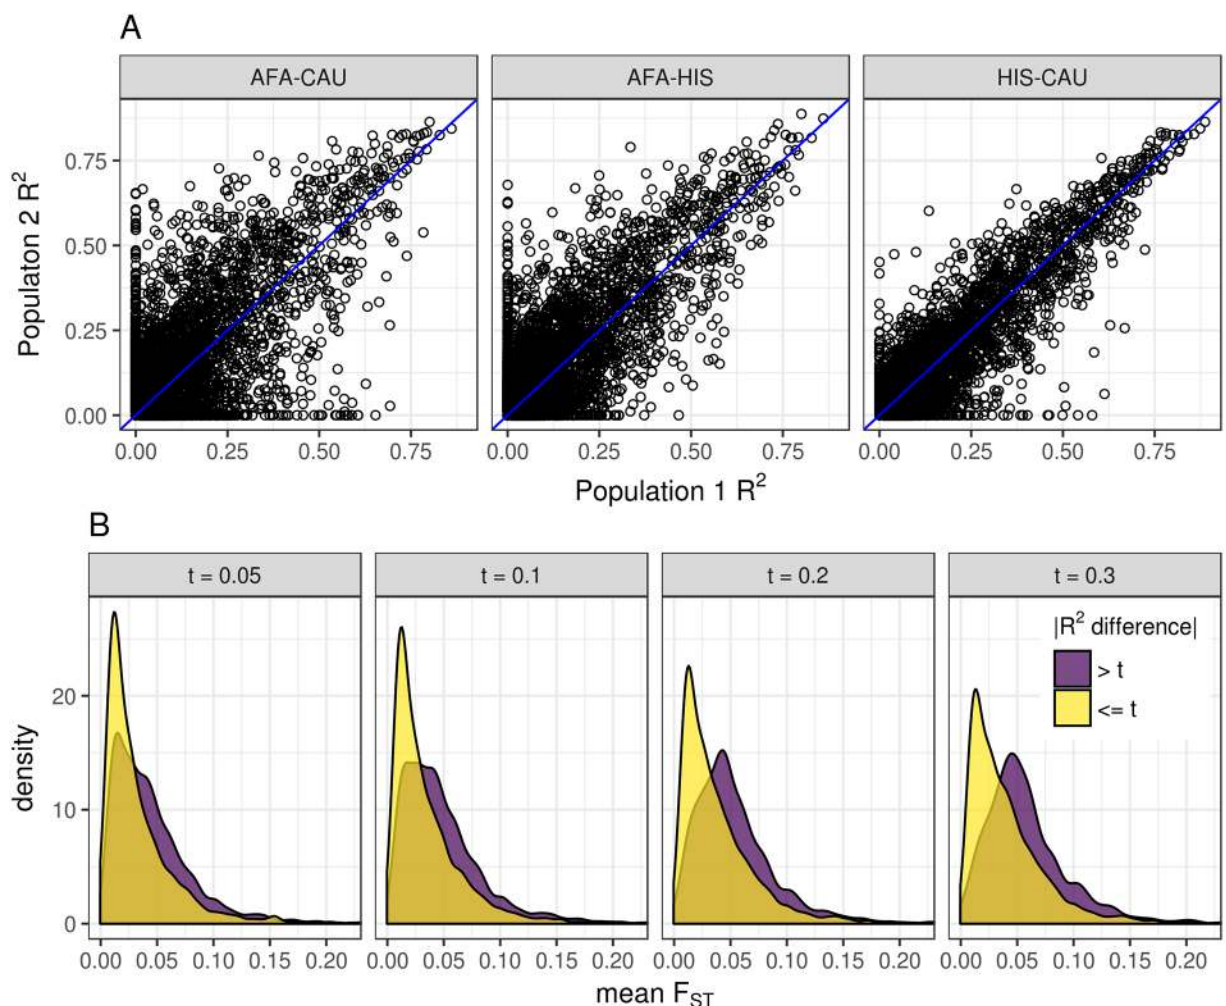 A
AFA-CAU AFA-HIS HIS-CAU
Populaton 2 R²
0.75
0.50
0.25
0.00
0.00 0.25 0.50 0.75 0.00 0.25 0.50 0.75 0.00 0.25 0.50 0.75
Population 1 R²
B
t = 0.05 t = 0.1 t = 0.2 t = 0.3
|R² difference|
> t
<= t
density
20
10
0
0.00 0.05 0.10 0.15 0.20 0.00 0.05 0.10 0.15 0.20 0.00 0.05 0.10 0.15 0.20 0.00 0.05 0.10 0.15 0.20
mean F_ST